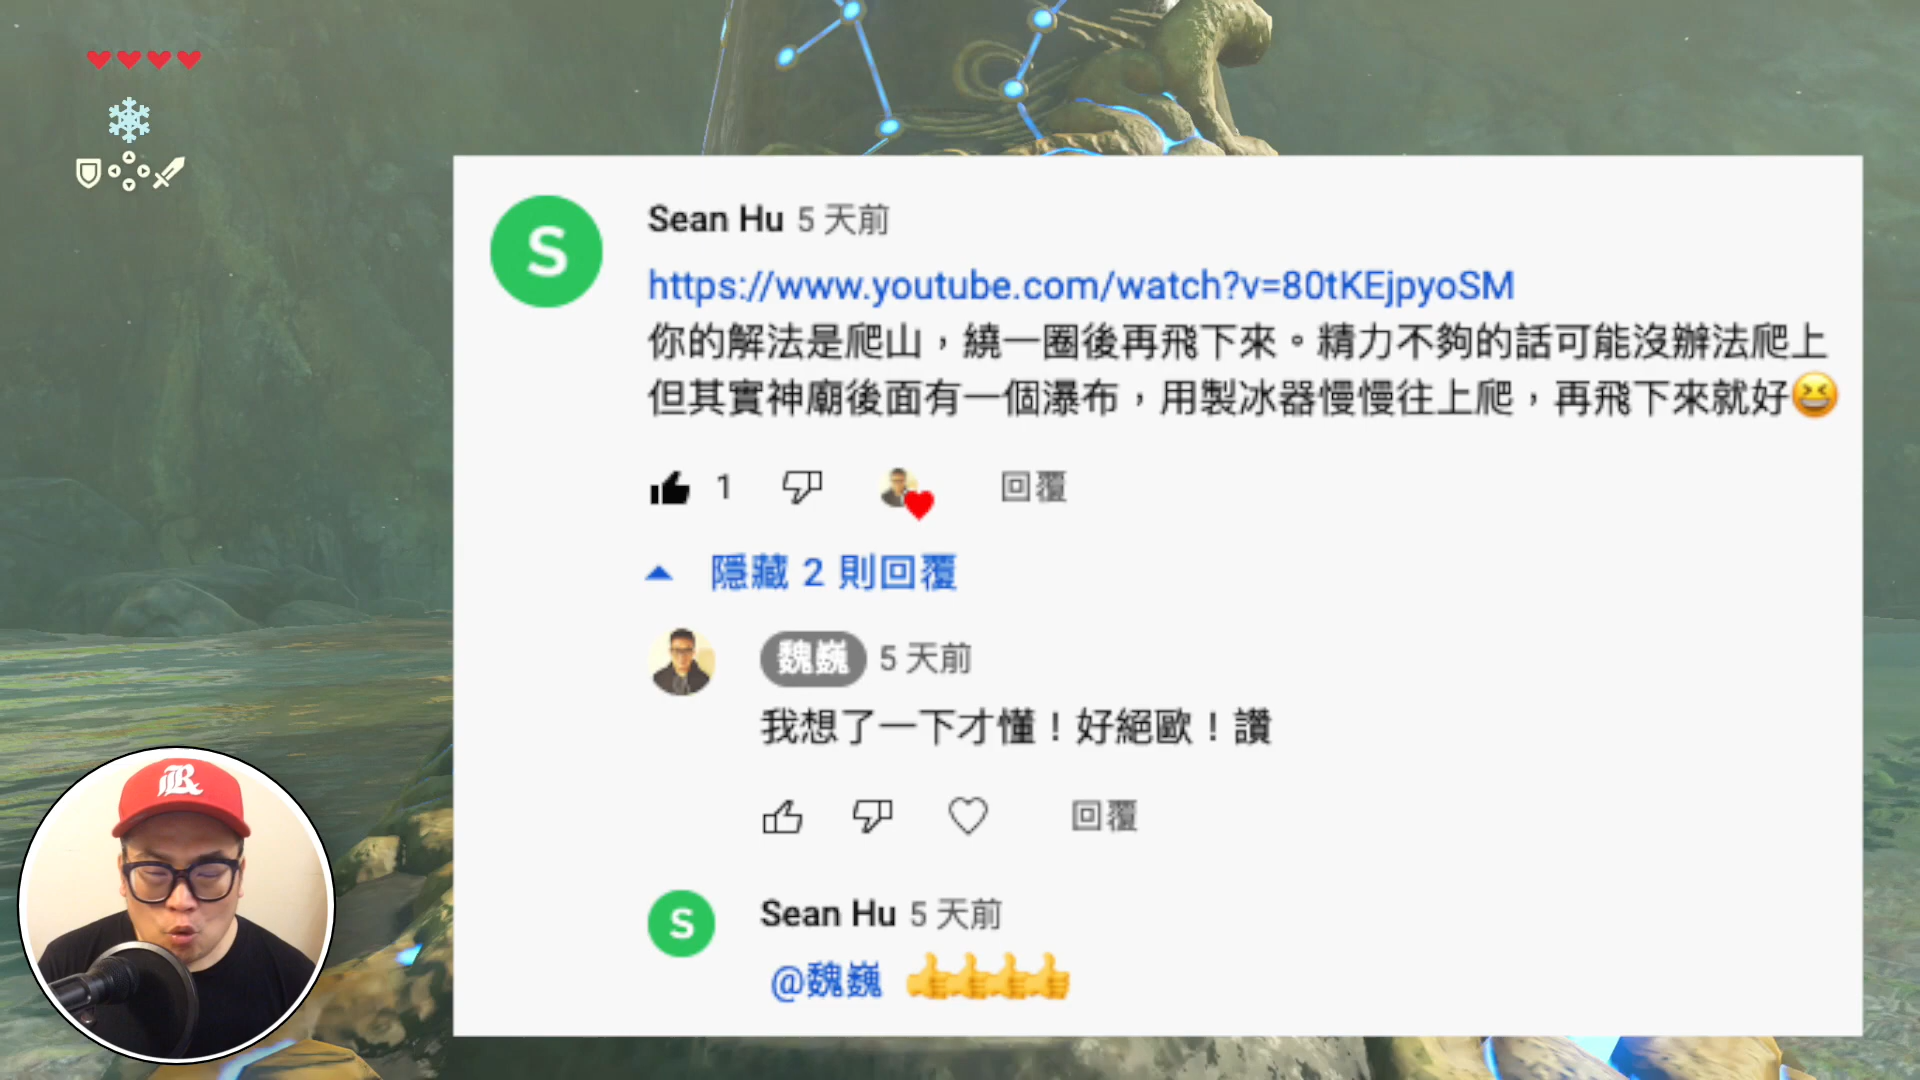 Sean Hu 5 天前
https://www.youtube.com/watch?v=80tKEjpyoSM
你的解法是爬山，繞一圈後再飛下來。精力不夠的話可能沒辦法爬上
但其實神廟後面有一個瀑布，用製冰器慢慢往上爬，再飛下來就好😆
1 回覆
隱藏 2 則回覆
魏巍 5 天前
我想了一下才懂！好絕歐！讚
回覆
Sean Hu 5 天前
@魏巍 👍👍👍👍
S
S
R